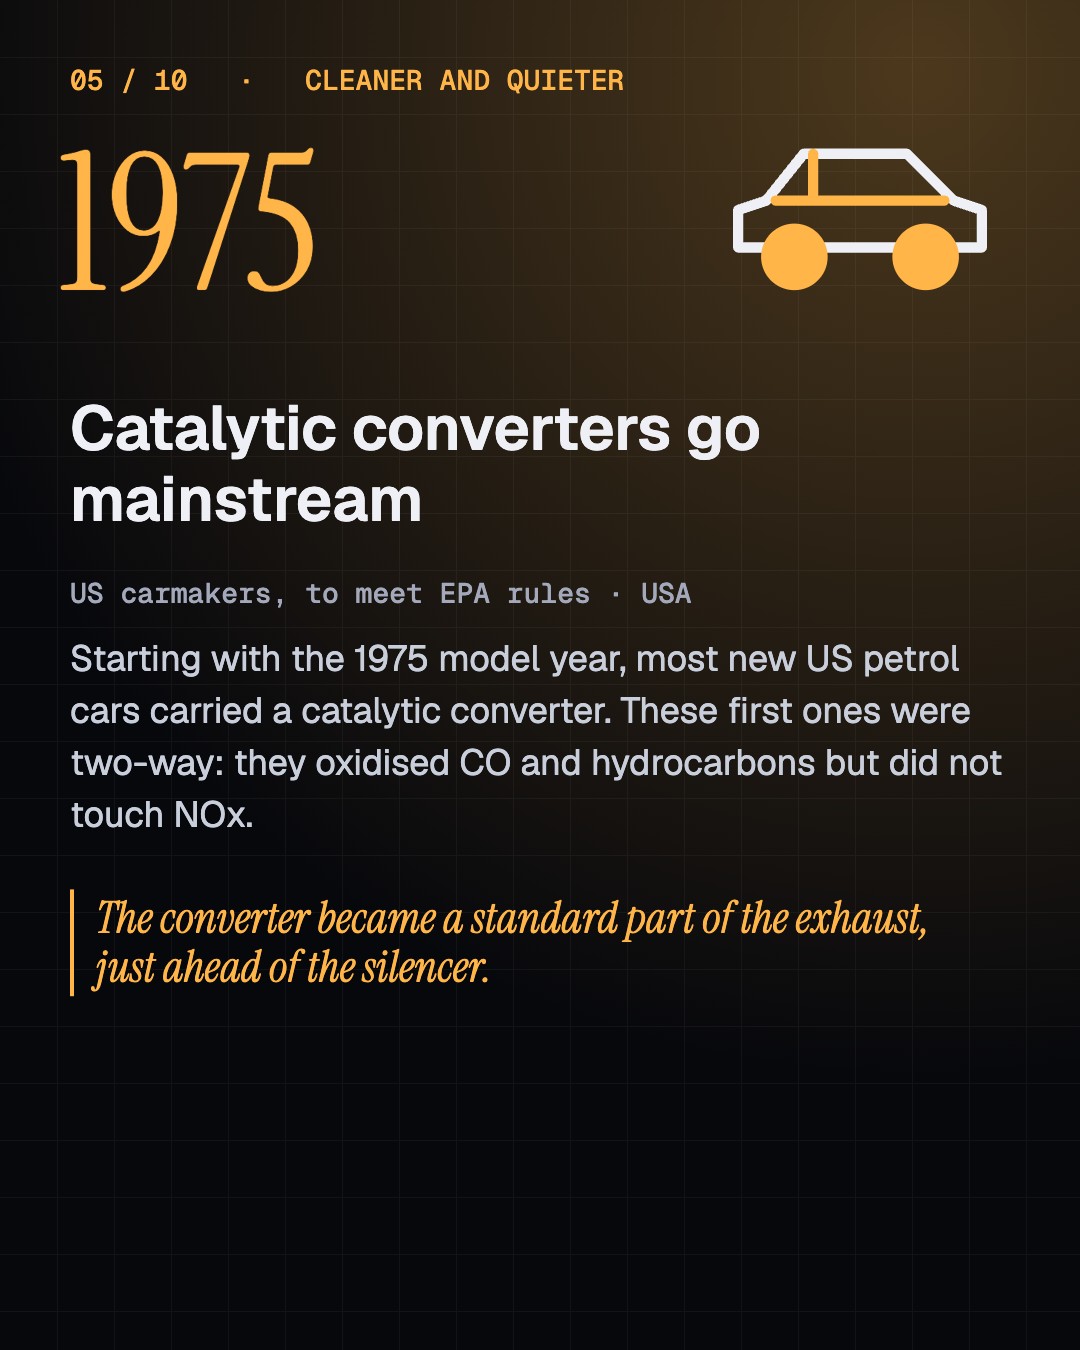 05 / 10 · CLEANER AND QUIETER
1975
Catalytic converters go
mainstream
US carmakers, to meet EPA rules · USA
Starting with the 1975 model year, most new US petrol
cars carried a catalytic converter. These first ones were
two-way: they oxidised CO and hydrocarbons but did not
touch NOx.
The converter became a standard part of the exhaust,
just ahead of the silencer.